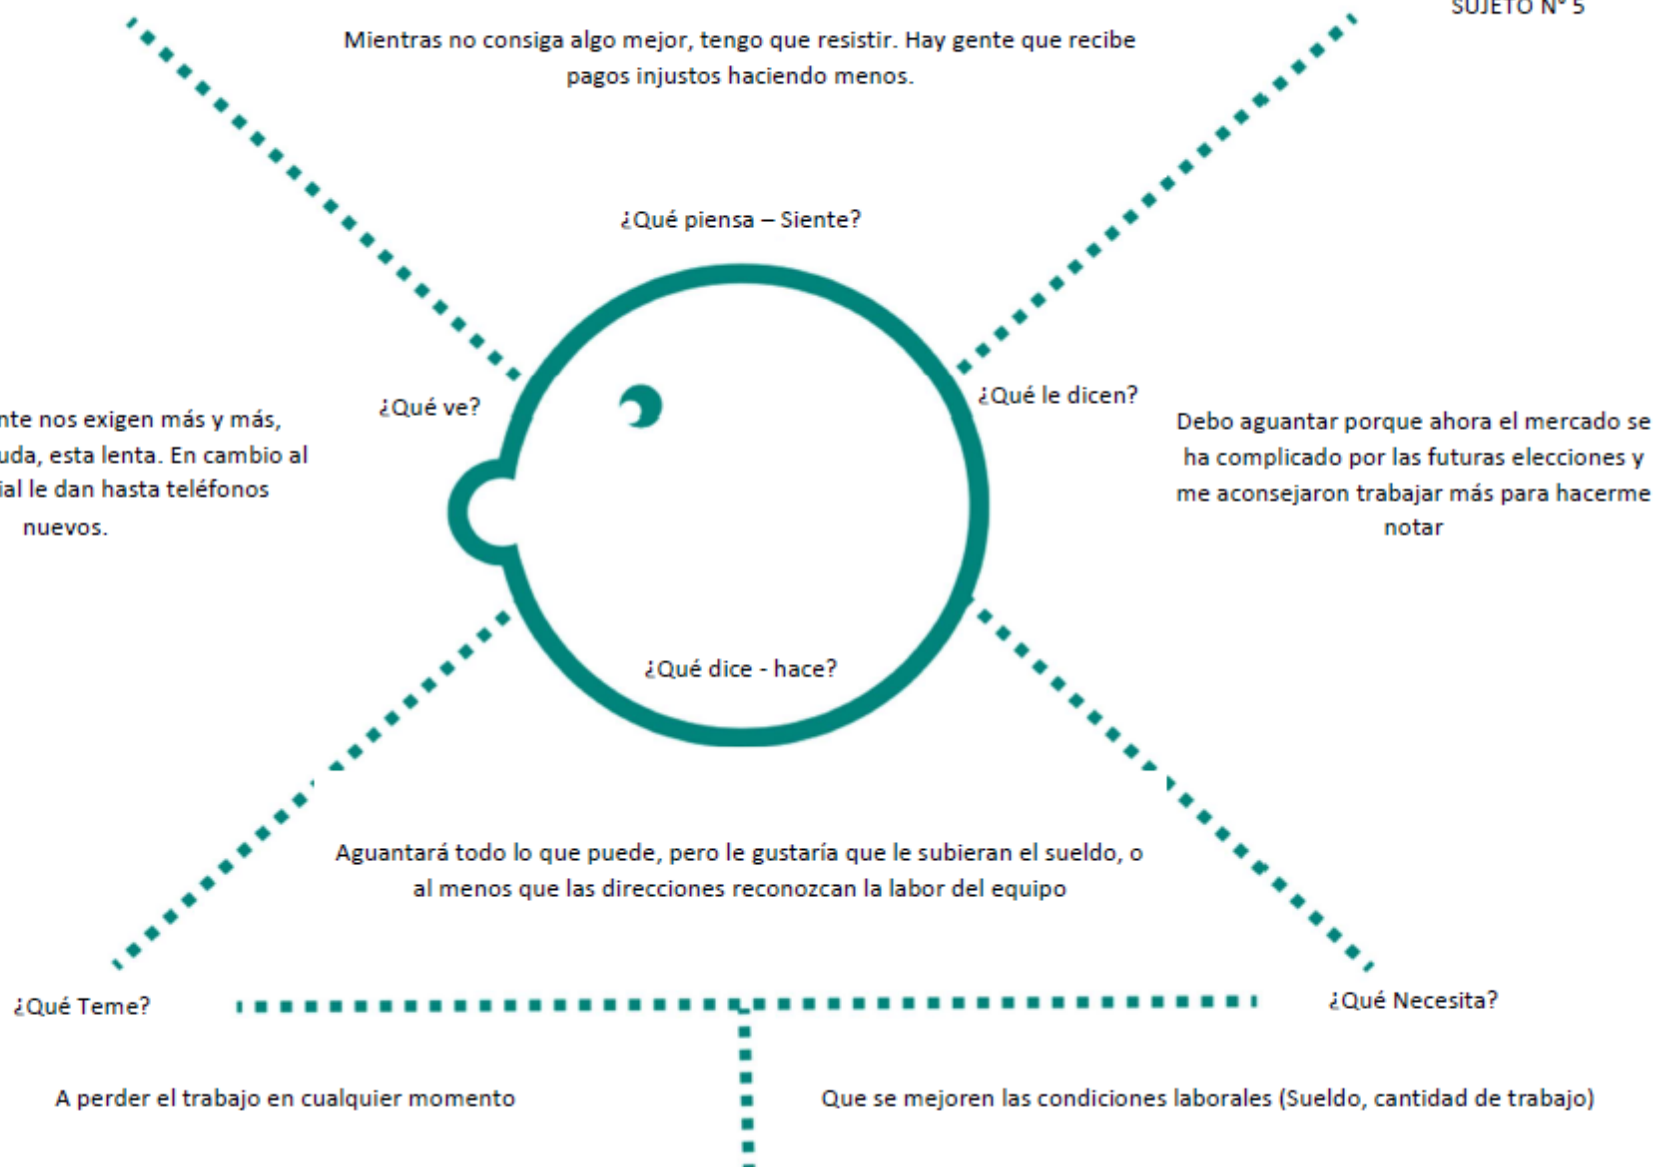 SUJETO N° 5
Mientras no consiga algo mejor, tengo que resistir. Hay gente que recibe
pagos injustos haciendo menos.
¿Qué piensa – Siente?
¿Qué ve?
nos exigen más y más,
esta lenta. En cambio al
le dan hasta teléfonos
nuevos.
¿Qué le dicen?
Debo aguantar porque ahora el mercado se
ha complicado por las futuras elecciones y
me aconsejaron trabajar más para hacerme
notar
¿Qué dice - hace?
Aguantará todo lo que puede, pero le gustaría que le subieran el sueldo, o
al menos que las direcciones reconozcan la labor del equipo
¿Qué Teme?
A perder el trabajo en cualquier momento
¿Qué Necesita?
Que se mejoren las condiciones laborales (Sueldo, cantidad de trabajo)